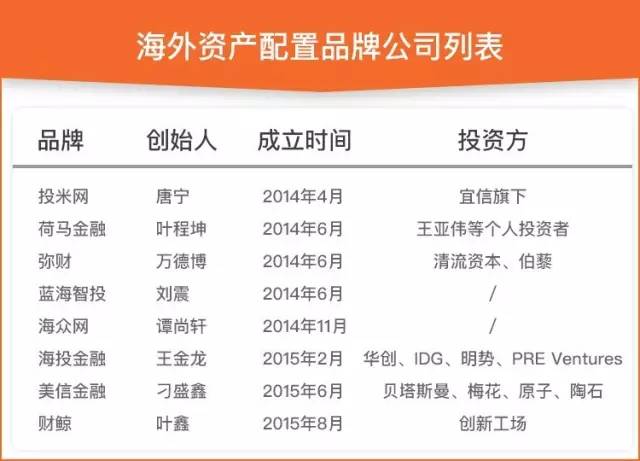 海外资产配置品牌公司列表
品牌 创始人 成立时间 投资方
投米网 唐宁 2014年4月 宜信旗下
荷马金融 叶程坤 2014年6月 王亚伟等个人投资者
弥财 万德博 2014年6月 清流资本、伯藜
蓝海智投 刘震 2014年6月 /
海众网 谭尚轩 2014年11月 /
海投金融 王金龙 2015年2月 华创、IDG、明势、PRE Ventures
美信金融 刁盛鑫 2015年6月 贝塔斯曼、梅花、原子、陶石
财鲸 叶鑫 2015年8月 创新工场